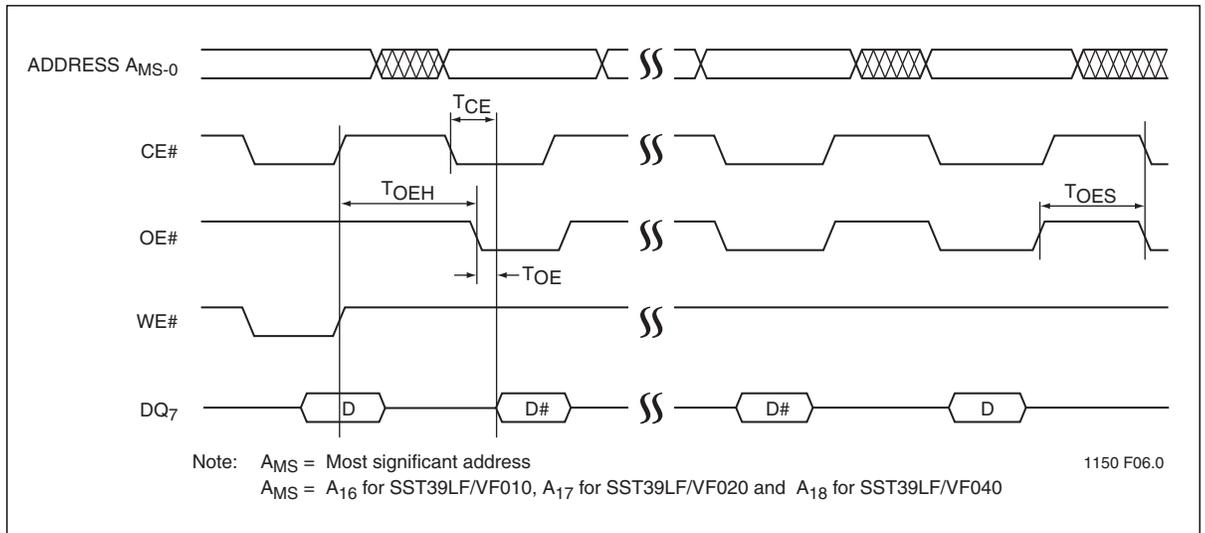 ADDRESS AMS-0
TCE
CE#
TOEH
TOES
OE#
TOE
WE#
DQ7
D
D#
D#
D
Note: AMS = Most significant address
1150 F06.0
AMS = A16 for SST39LF/VF010, A17 for SST39LF/VF020 and A18 for SST39LF/VF040